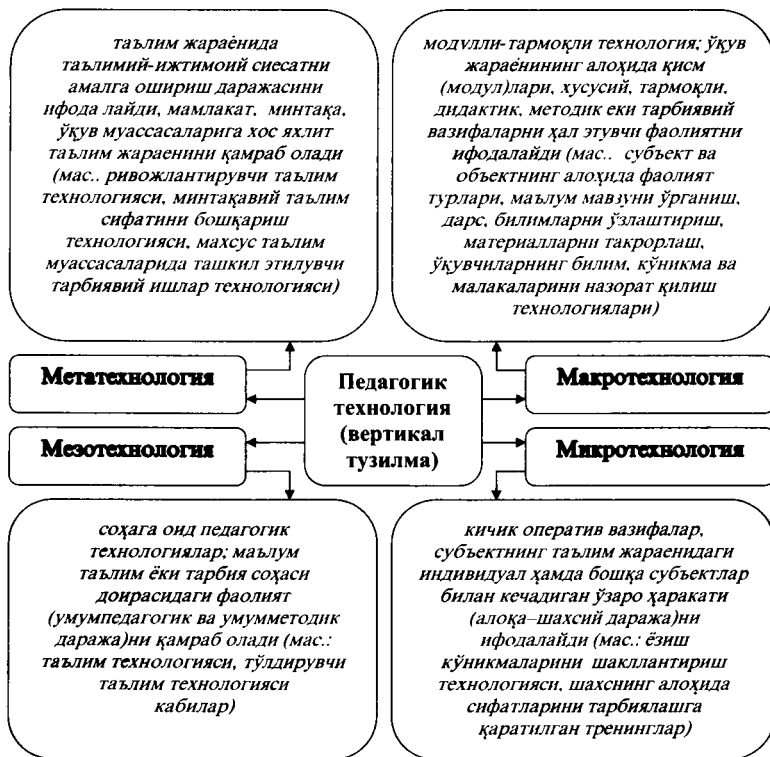 таълим жараёнида
таълимий-ижтимоий сиесатни
амалга ошириш даражасини
ифода лайди, мамлакат, минтақа,
ўқув муассасаларига хос яхлит
таълим жараенини қамраб олади
(мас.. ривожлантирувчи таълим
технологияси, минтақавий таълим
сифатини бошқариш
технологияси, махсус таълим
муассасаларида ташкил этилувчи
тарбиявий ишлар технологияси)
модулли-тармоқли технология; ўқув
жараёнининг алоҳида қисм
(модул)лари, хусусий, тармоқли,
дидактик, методик еки тарбиявий
вазифаларни ҳал этувчи фаолиятни
ифодалайди (мас.. субъект ва
объектнинг алоҳида фаолият
турлари, маълум мавзуни ўрганиш,
дарс, билимларни ўзлаштириш,
материалларни такрорлаш,
ўқувчиларнинг билим, кўникма ва
малакаларини назорат қилиш
технологиялари)
Метатехнология
Педагогик
технология
(вертикал
тузилма)
Макротехнология
Мезотехнология
Микротехнология
соҳага оид педагогик
технологиялар; маълум
таълим ёки тарбия соҳаси
доирасидаги фаолият
(умумпедагогик ва умумметодик
даража)ни қамраб олади (мас.:
таълим технологияси, тўлдирувчи
таълим технологияси
кабилар)
кичик оператив вазифалар,
субъектнинг таълим жараенидаги
индивидуал ҳамда бошқа субъектлар
билан кечадиган ўзаро ҳаракати
(алоқа–шахсий даража)ни
ифодалайди (мас.: ёзиш
кўникмаларини шакллантириш
технологияси, шахснинг алоҳида
сифатларини тарбиялашга
қаратилган тренинглар)